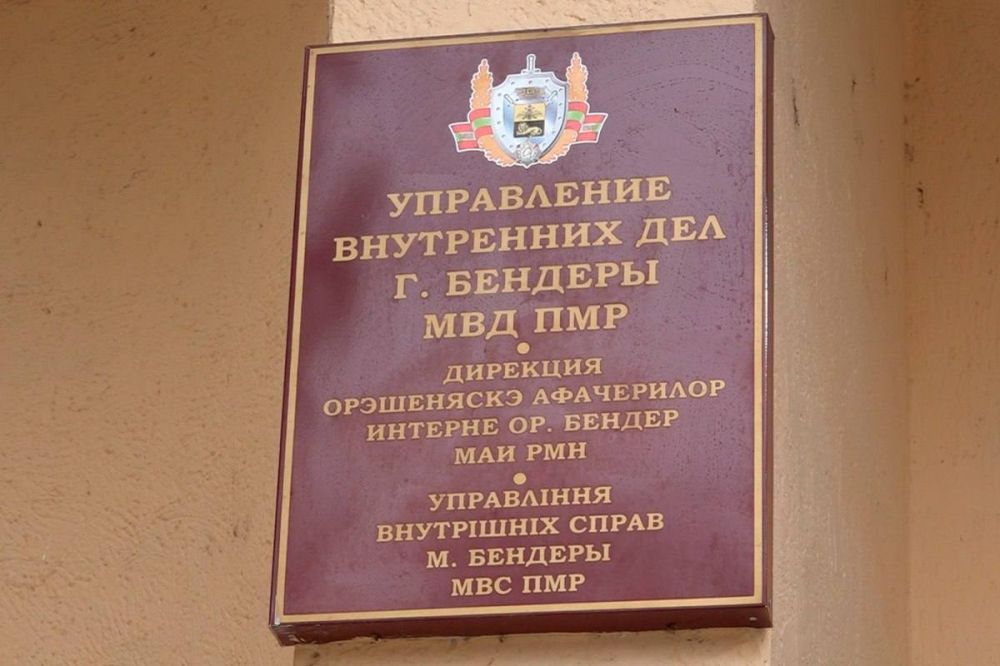 УПРАВЛЕНИЕ
ВНУТРЕННИХ ДЕЛ
Г. БЕНДЕРЫ
МВД ПМР
ДИРЕКЦИЯ
ОРЭШЕНЯСКЭ АФАЧЕРИЛОР
ИНТЕРНЕ ОР. БЕНДЕР
МАИ РМН
УПРАВЛІННЯ
ВНУТРІШНІХ СПРАВ
М. БЕНДЕРЫ
МВС ПМР